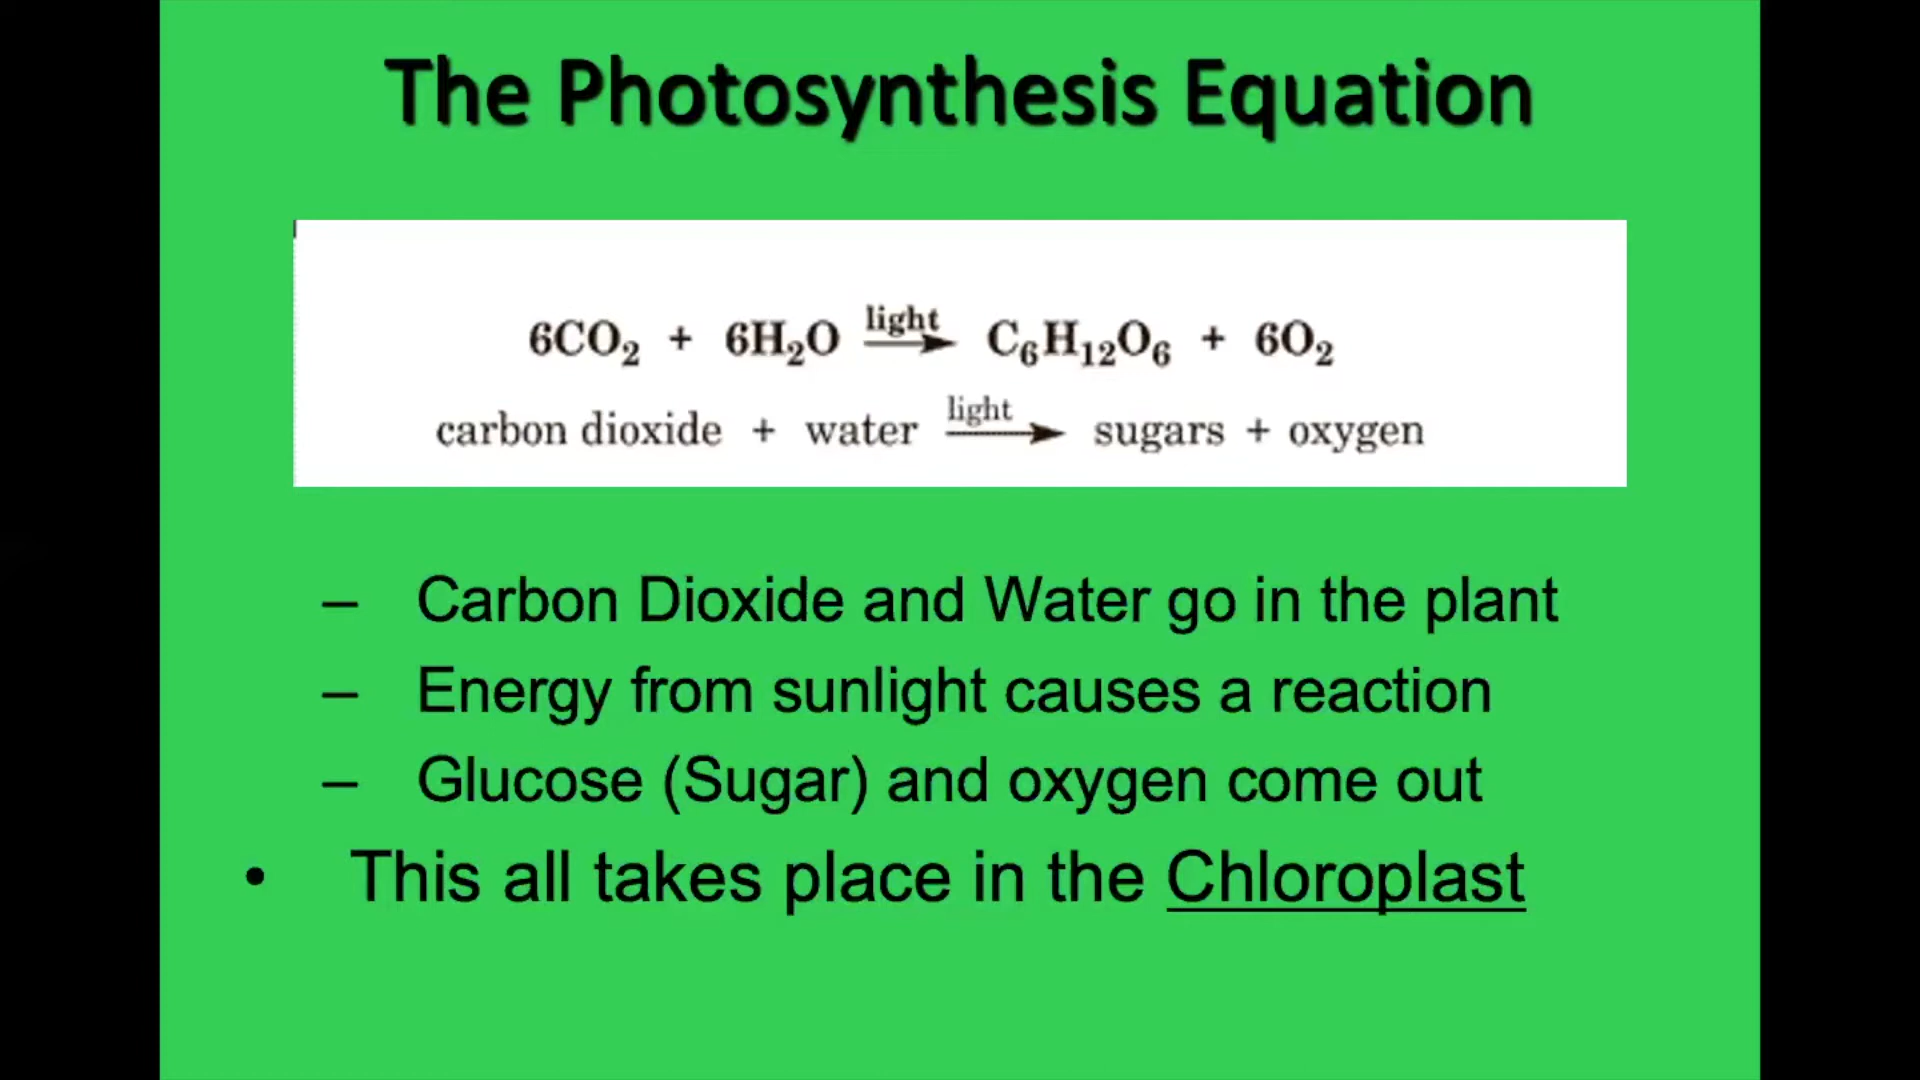 The Photosynthesis Equation
6CO₂ + 6H₂O light → C₆H₁₂O₆ + 6O₂
carbon dioxide + water light → sugars + oxygen
– Carbon Dioxide and Water go in the plant
– Energy from sunlight causes a reaction
– Glucose (Sugar) and oxygen come out
• This all takes place in the Chloroplast